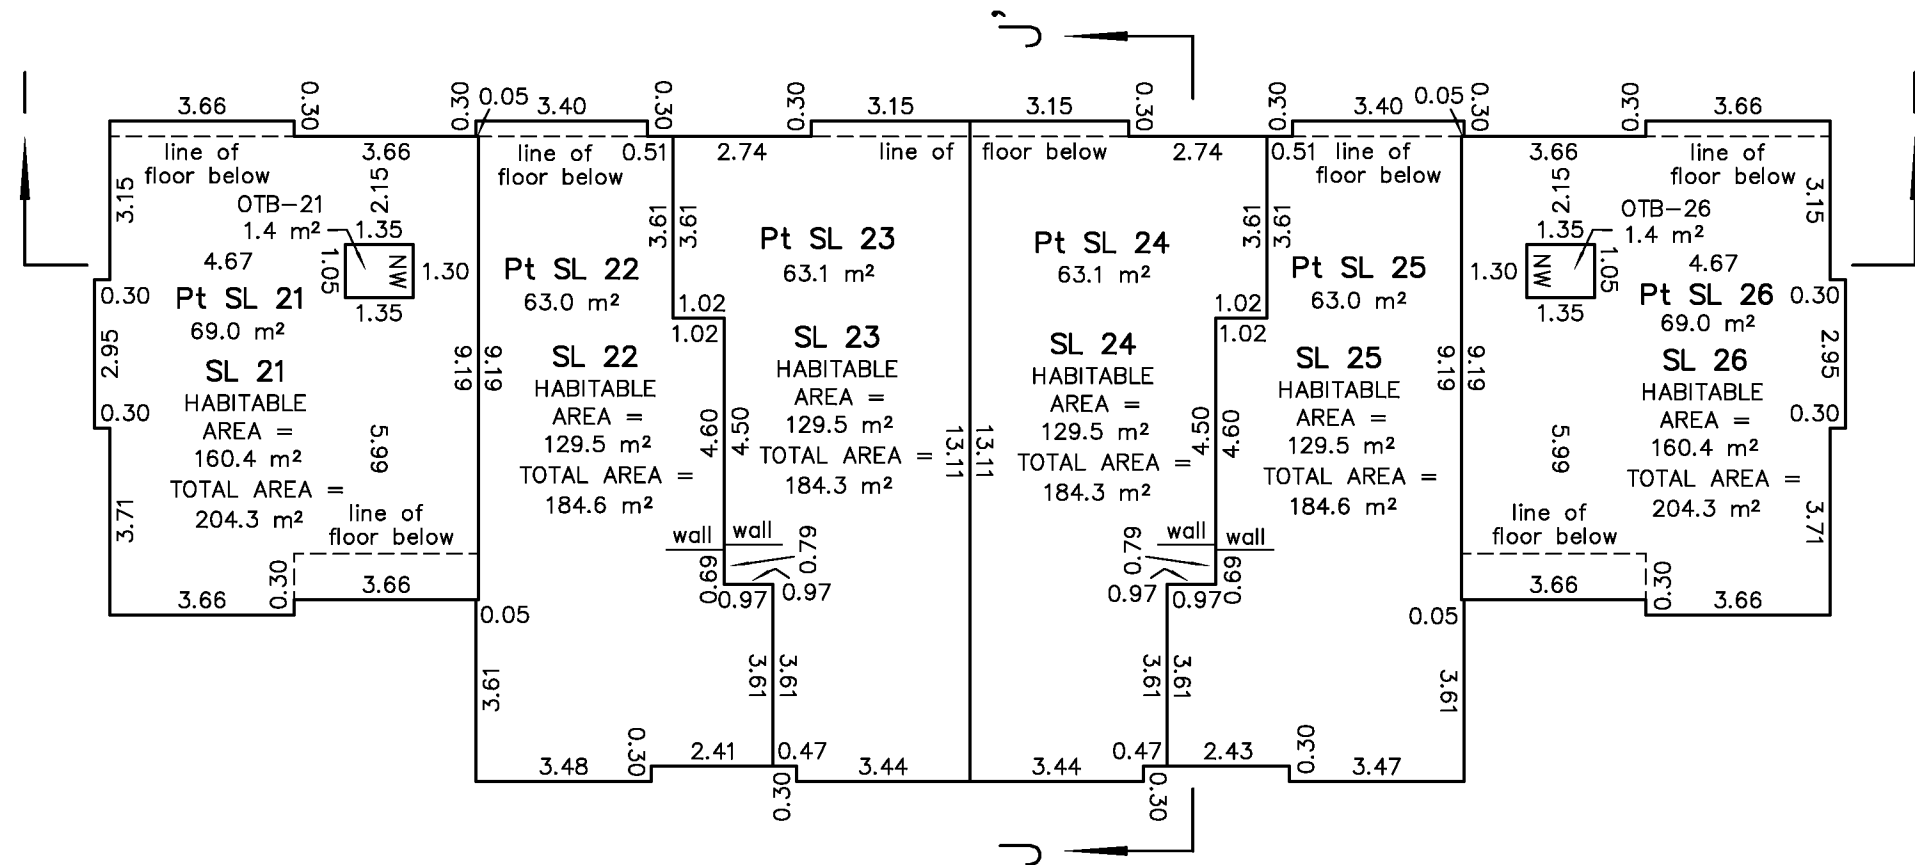 3.66
0.30
0.30
0.05
3.40
0.30
0.30
3.15
3.15
0.30
0.30
3.40
0.05
0.30
0.30
3.66
line of
floor below
3.66
line of
floor below
0.51
2.74
line of
floor below
2.74
0.51
line of
floor below
3.66
line of
floor below
3.15
OTB-21
1.4 m²
2.15
1.35
1.05
NW
1.30
1.35
4.67
0.30
Pt SL 21
69.0 m²
2.95
SL 21
HABITABLE
AREA =
160.4 m²
TOTAL AREA =
204.3 m²
0.30
3.71
5.99
9.19
line of
floor below
3.66
0.30
3.66
9.19
3.61
Pt SL 22
63.0 m²
SL 22
HABITABLE
AREA =
129.5 m²
TOTAL AREA =
184.6 m²
1.02
4.60
wall
0.69
0.97
0.05
3.61
3.61
3.48
0.30
2.41
3.61
Pt SL 23
63.1 m²
1.02
SL 23
HABITABLE
AREA =
129.5 m²
TOTAL AREA =
184.3 m²
4.50
13.11
wall
0.79
0.97
3.61
0.47
0.30
3.44
Pt SL 24
63.1 m²
3.61
1.02
SL 24
HABITABLE
AREA =
129.5 m²
TOTAL AREA =
184.3 m²
13.11
4.50
wall
0.79
0.97
3.61
3.44
0.47
0.30
3.61
Pt SL 25
63.0 m²
1.02
SL 25
HABITABLE
AREA =
129.5 m²
TOTAL AREA =
184.6 m²
4.60
9.19
wall
0.69
0.97
0.05
3.61
3.61
2.43
0.30
3.47
2.15
1.35
OTB-26
1.4 m²
1.30
NW
1.05
1.35
3.15
4.67
Pt SL 26
69.0 m²
0.30
2.95
SL 26
HABITABLE
AREA =
160.4 m²
TOTAL AREA =
204.3 m²
0.30
3.71
9.19
5.99
line of
floor below
3.66
0.30
3.66